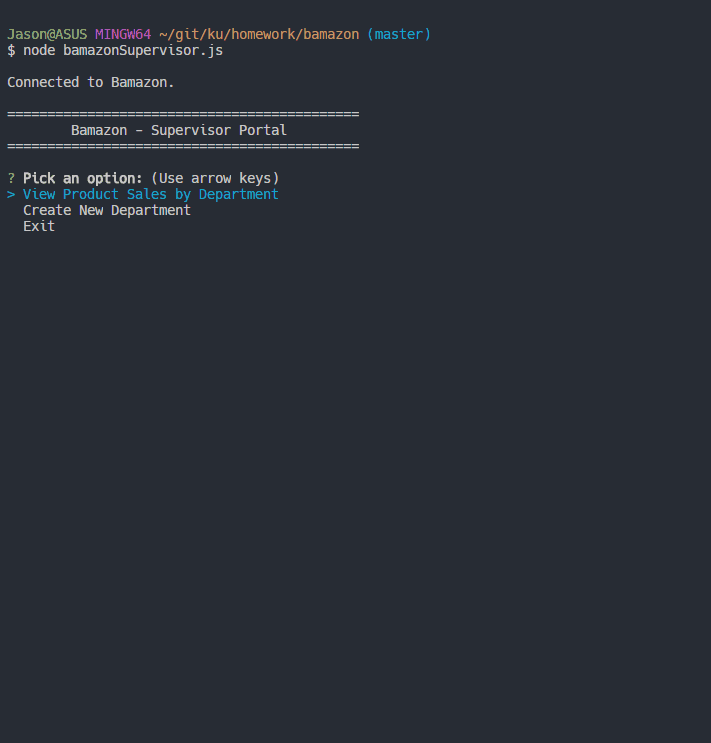 Jason@ASUS MINGW64 ~/git/ku/homework/bamazon (master)
$ node bamazonSupervisor.js
Connected to Bamazon.
============================================
Bamazon - Supervisor Portal
============================================
? Pick an option: (Use arrow keys)
> View Product Sales by Department
Create New Department
Exit